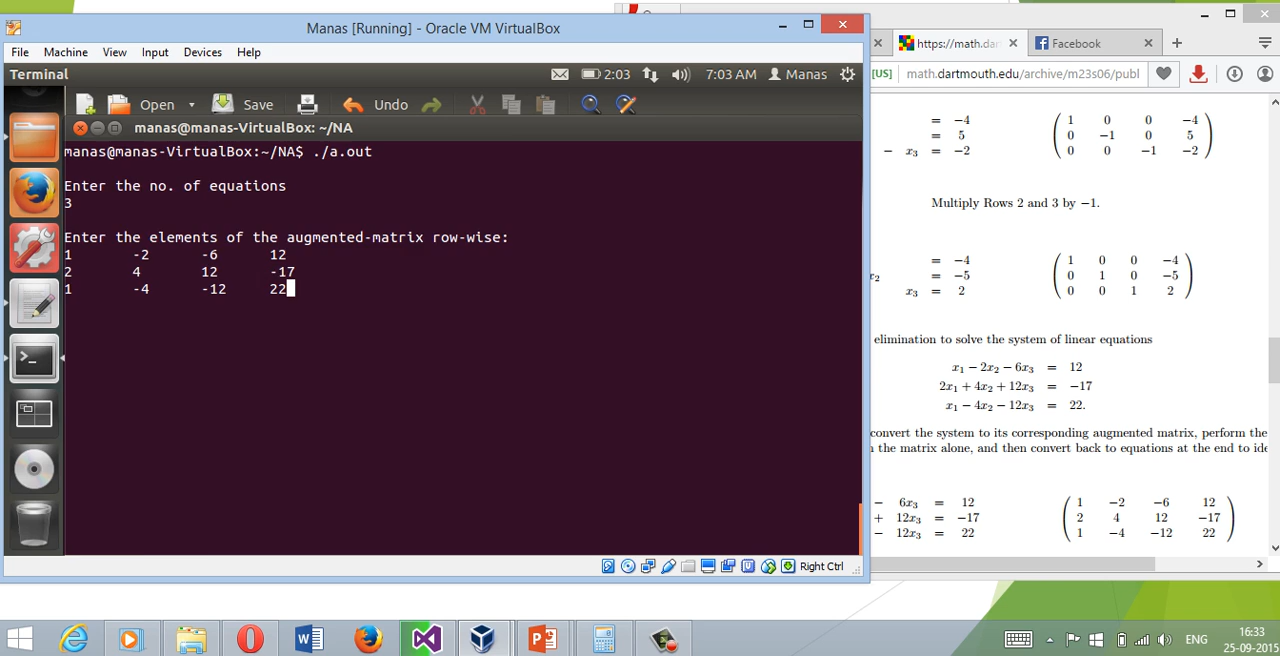 Manas [Running] - Oracle VM VirtualBox
File Machine View Input Devices Help
Terminal 2:03 7:03 AM Manas
Open Save Undo
manas@manas-VirtualBox: ~/NA
manas@manas-VirtualBox:~/NA$ ./a.out
Enter the no. of equations
3
Enter the elements of the augmented-matrix row-wise:
1 -2 -6 12
2 4 12 -17
1 -4 -12 22
Right Ctrl
https://math.dar Facebook
[US] math.dartmouth.edu/archive/m23s06/publ
= −4 ( 1 0 0 −4
= 5 0 −1 0 5
− x3 = −2 0 0 −1 −2 )
Multiply Rows 2 and 3 by −1.
= −4 ( 1 0 0 −4
x2 = −5 0 1 0 −5
x3 = 2 0 0 1 2 )
elimination to solve the system of linear equations
x1 − 2x2 − 6x3 = 12
2x1 + 4x2 + 12x3 = −17
x1 − 4x2 − 12x3 = 22.
convert the system to its corresponding augmented matrix, perform the
the matrix alone, and then convert back to equations at the end to
− 6x3 = 12 ( 1 −2 −6 12
+ 12x3 = −17 2 4 12 −17
− 12x3 = 22 1 −4 −12 22 )
ENG
16:33
25-09-2015